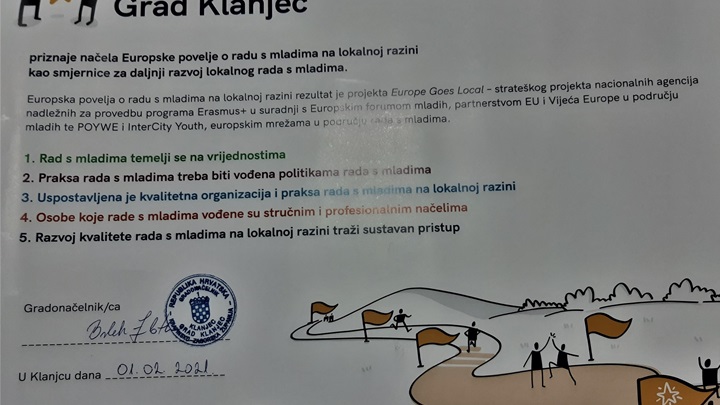 Grad Klanjec
priznaje načela Europske povelje o radu s mladima na lokalnoj razini
kao smjernice za daljnji razvoj lokalnog rada s mladima.
Europska povelja o radu s mladima na lokalnoj razini rezultat je projekta Europe Goes Local – strateškog projekta nacionalnih agencija
nadležnih za provedbu programa Erasmus+ u suradnji s Europskim forumom mladih, partnerstvom EU i Vijeća Europe u području
mladih te POYWE i InterCity Youth, europskim mrežama u području rada s mladima.
1. Rad s mladima temelji se na vrijednostima
2. Praksa rada s mladima treba biti vođena politikama rada s mladima
3. Uspostavljena je kvalitetna organizacija i praksa rada s mladima na lokalnoj razini
4. Osobe koje rade s mladima vođene su stručnim i profesionalnim načelima
5. Razvoj kvalitete rada s mladima na lokalnoj razini traži sustavan pristup
REPUBLIKA HRVATSKA
GRADONAČELNIK
KLANJEC
GRAD KLANJEC
Gradonačelnik/ca
U Klanjcu dana 01.02.2021